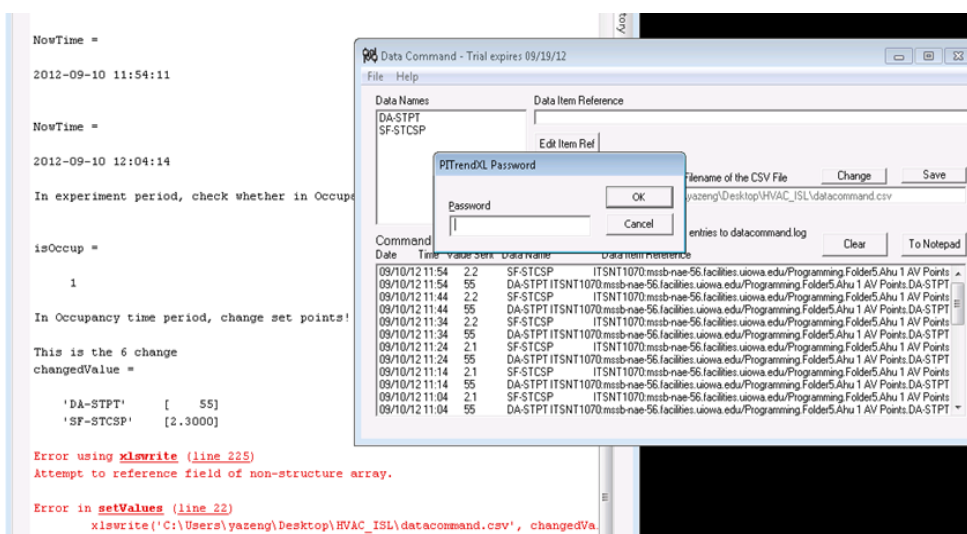 NowTime =
2012-09-10 11:54:11
NowTime =
2012-09-10 12:04:14
In experiment period, check whether in Occupa
isOccup =
1
In Occupancy time period, change set points!
This is the 6 change
changedValue =
'DA-STPT' [ 55]
'SF-STCSP' [2.3000]
Error using xlswrite (line 225)
Attempt to reference field of non-structure array.
Error in setValues (line 22)
xlswrite('C:\Users\yazeng\Desktop\HVAC_ISL\datacommand.csv', changedVa
tory
Data Command - Trial expires 09/19/12
File Help
Data Names
DA-STPT
SF-STCSP
Data Item Reference
Edit Item Ref
PITrendXL Password
Password
OK
Cancel
Filename of the CSV File
Change
Save
yazeng\Desktop\HVAC_ISL\datacommand.csv
Command
entries to datacommand.log
Clear
To Notepad
Date Time Value Sent Data Name Data Item Reference
09/10/12 11:54 2.2 SF-STCSP ITSNT1070:mssb-nae-56.facilities.uiowa.edu/Programming.Folder5.Ahu 1 AV Points
09/10/12 11:54 55 DA-STPT ITSNT1070:mssb-nae-56.facilities.uiowa.edu/Programming.Folder5.Ahu 1 AV Points.DA-STPT
09/10/12 11:44 2.2 SF-STCSP ITSNT1070:mssb-nae-56.facilities.uiowa.edu/Programming.Folder5.Ahu 1 AV Points
09/10/12 11:44 55 DA-STPT ITSNT1070:mssb-nae-56.facilities.uiowa.edu/Programming.Folder5.Ahu 1 AV Points.DA-STPT
09/10/12 11:34 2.2 SF-STCSP ITSNT1070:mssb-nae-56.facilities.uiowa.edu/Programming.Folder5.Ahu 1 AV Points
09/10/12 11:34 55 DA-STPT ITSNT1070:mssb-nae-56.facilities.uiowa.edu/Programming.Folder5.Ahu 1 AV Points.DA-STPT
09/10/12 11:24 2.1 SF-STCSP ITSNT1070:mssb-nae-56.facilities.uiowa.edu/Programming.Folder5.Ahu 1 AV Points
09/10/12 11:24 55 DA-STPT ITSNT1070:mssb-nae-56.facilities.uiowa.edu/Programming.Folder5.Ahu 1 AV Points.DA-STPT
09/10/12 11:14 2.1 SF-STCSP ITSNT1070:mssb-nae-56.facilities.uiowa.edu/Programming.Folder5.Ahu 1 AV Points
09/10/12 11:14 55 DA-STPT ITSNT1070:mssb-nae-56.facilities.uiowa.edu/Programming.Folder5.Ahu 1 AV Points.DA-STPT
09/10/12 11:04 2.1 SF-STCSP ITSNT1070:mssb-nae-56.facilities.uiowa.edu/Programming.Folder5.Ahu 1 AV Points
09/10/12 11:04 55 DA-STPT ITSNT1070:mssb-nae-56.facilities.uiowa.edu/Programming.Folder5.Ahu 1 AV Points.DA-STPT